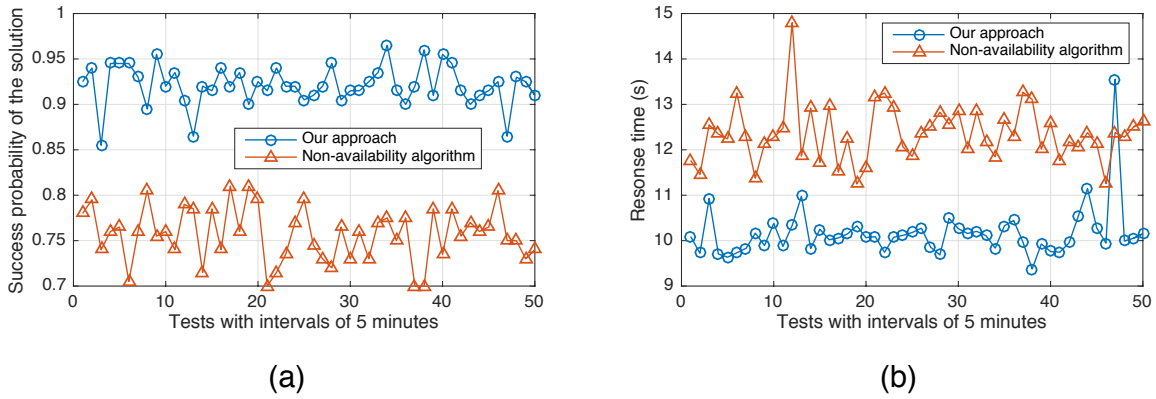 Success probability of the solution
1
0.95
0.9
0.85
0.8
0.75
0.7
Our approach
Non-availability algorithm
0 10 20 30 40 50
Tests with intervals of 5 minutes
(a)
Resonse time (s)
15
14
13
12
11
10
9
Our approach
Non-availability algorithm
0 10 20 30 40 50
Tests with intervals of 5 minutes
(b)